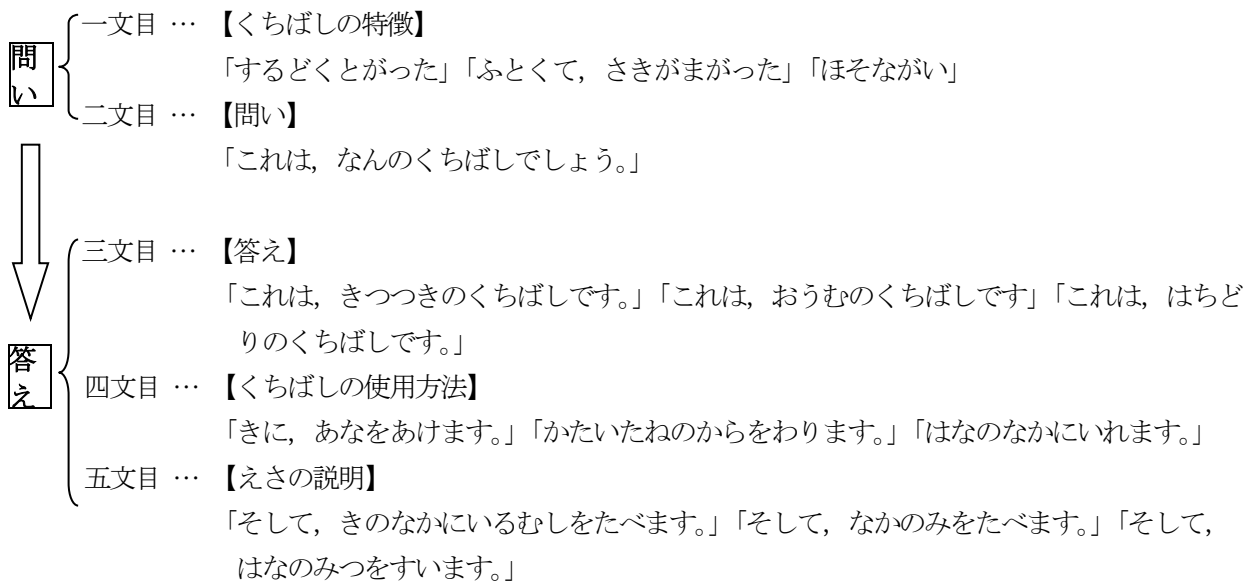 一文目 … 【くちばしの特徴】
問い
「するどくとがった」「ふとくて，さきがまがった」「ほそながい」
二文目 … 【問い】
「これは，なんのくちばしでしょう。」
三文目 … 【答え】
「これは，きつつきのくちばしです。」「これは，おうむのくちばしです」「これは，はちど
りのくちばしです。」
答え
四文目 … 【くちばしの使用方法】
「きに，あなをあけます。」「かたいたねのからをわります。」「はなのなかにいれます。」
五文目 … 【えさの説明】
「そして，きのなかにいるむしをたべます。」「そして，なかのみをたべます。」「そして，
はなのみつをすいます。」